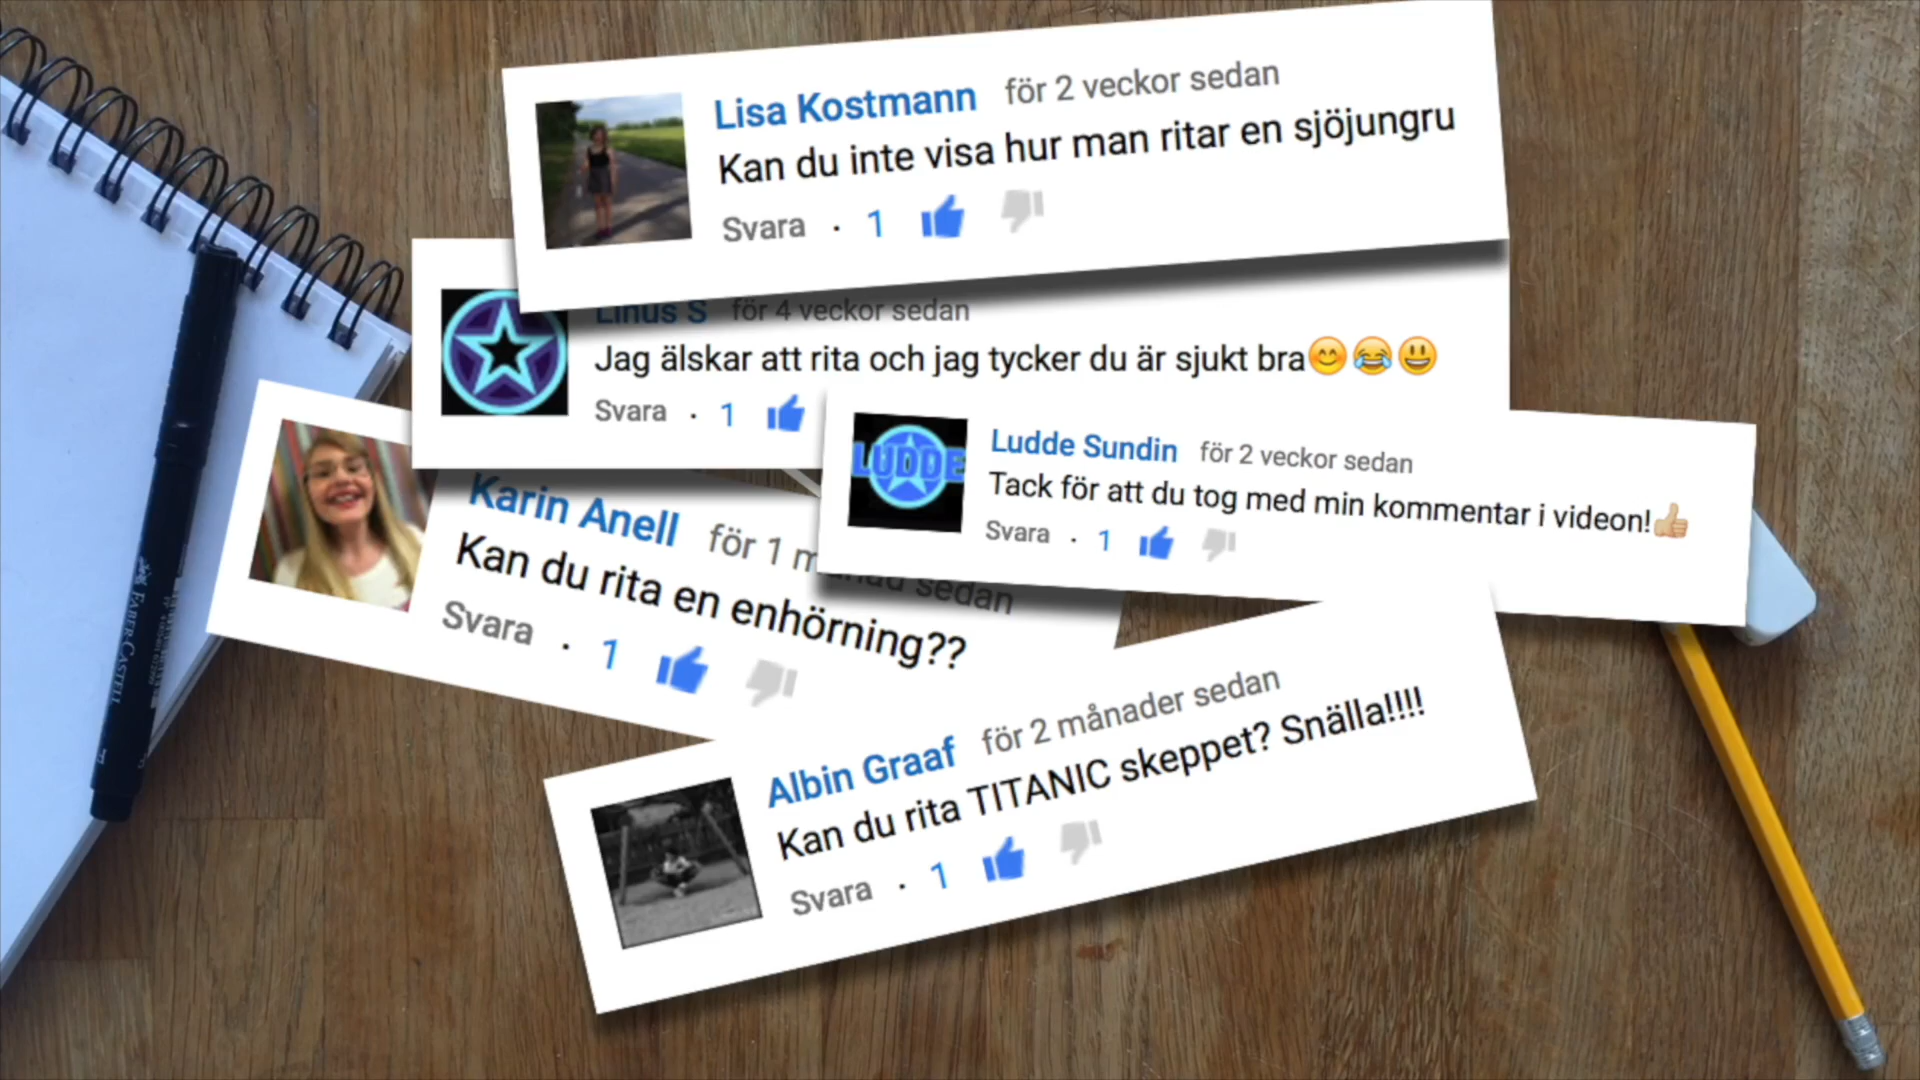 Lisa Kostmann för 2 veckor sedan
Kan du inte visa hur man ritar en sjöjungru
Svara · 1
Linus S för 4 veckor sedan
Jag älskar att rita och jag tycker du är sjukt bra😊😂😃
Svara · 1
LUDDE
Ludde Sundin för 2 veckor sedan
Tack för att du tog med min kommentar i videon!👍🏼
Svara · 1
Karin Anell för 1 månad sedan
Kan du rita en enhörning??
Svara · 1
Albin Graaf för 2 månader sedan
Kan du rita TITANIC skeppet? Snälla!!!!
Svara · 1
FABER-CASTELL